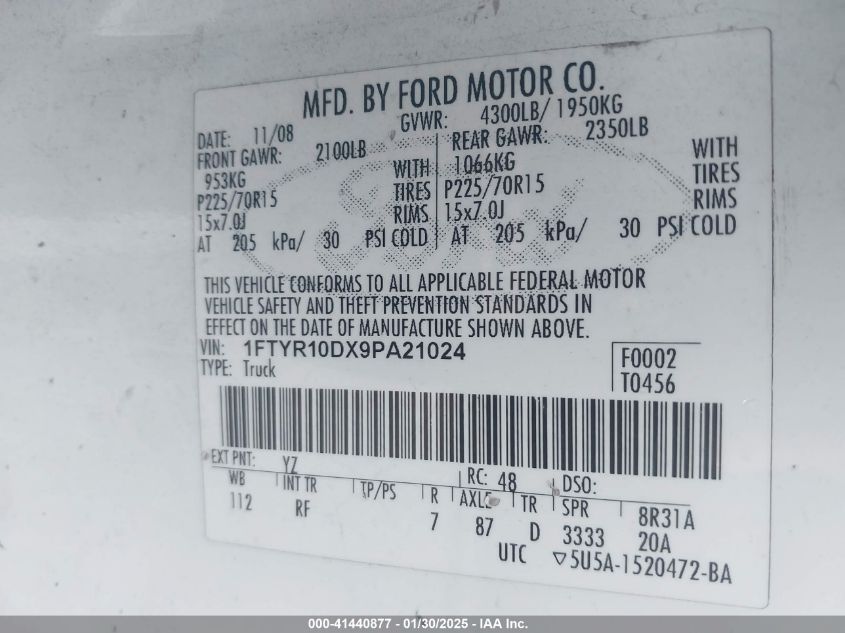 MFD. BY FORD MOTOR CO.
DATE: 11/08 GVWR: 4300LB/ 1950KG
FRONT GAWR: 2100LB REAR GAWR: 2350LB
953KG WITH 1066KG WITH
P225/70R15 TIRES P225/70R15 TIRES
15x7.0J RIMS 15x7.0J RIMS
AT 205 kPa/ 30 PSI COLD AT 205 kPa/ 30 PSI COLD
Ford
THIS VEHICLE CONFORMS TO ALL APPLICABLE FEDERAL MOTOR
VEHICLE SAFETY AND THEFT PREVENTION STANDARDS IN
EFFECT ON THE DATE OF MANUFACTURE SHOWN ABOVE.
VIN: 1FTYR10DX9PA21024 F0002
TYPE: Truck T0456
EXT PNT: YZ RC: 48 DSO:
WB INT TR TP/PS R AXLE TR SPR 8R31A
112 RF 7 87 D 3333 20A
UTC ▽5U5A-1520472-BA
000-41440877 - 01/30/2025 - IAA Inc.